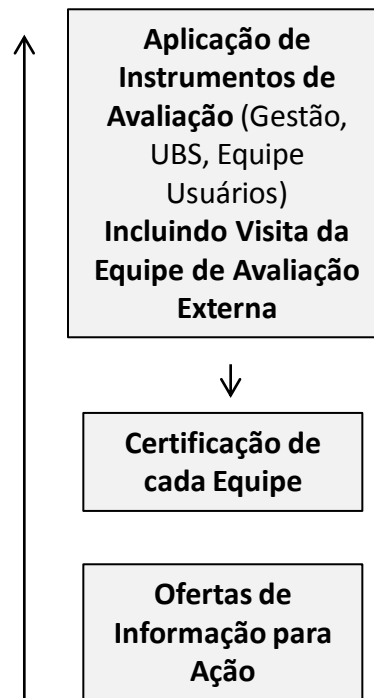 Aplicação de
Instrumentos de
Avaliação (Gestão,
UBS, Equipe
Usuários)
Incluindo Visita da
Equipe de Avaliação
Externa
Certificação de
cada Equipe
Ofertas de
Informação para
Ação